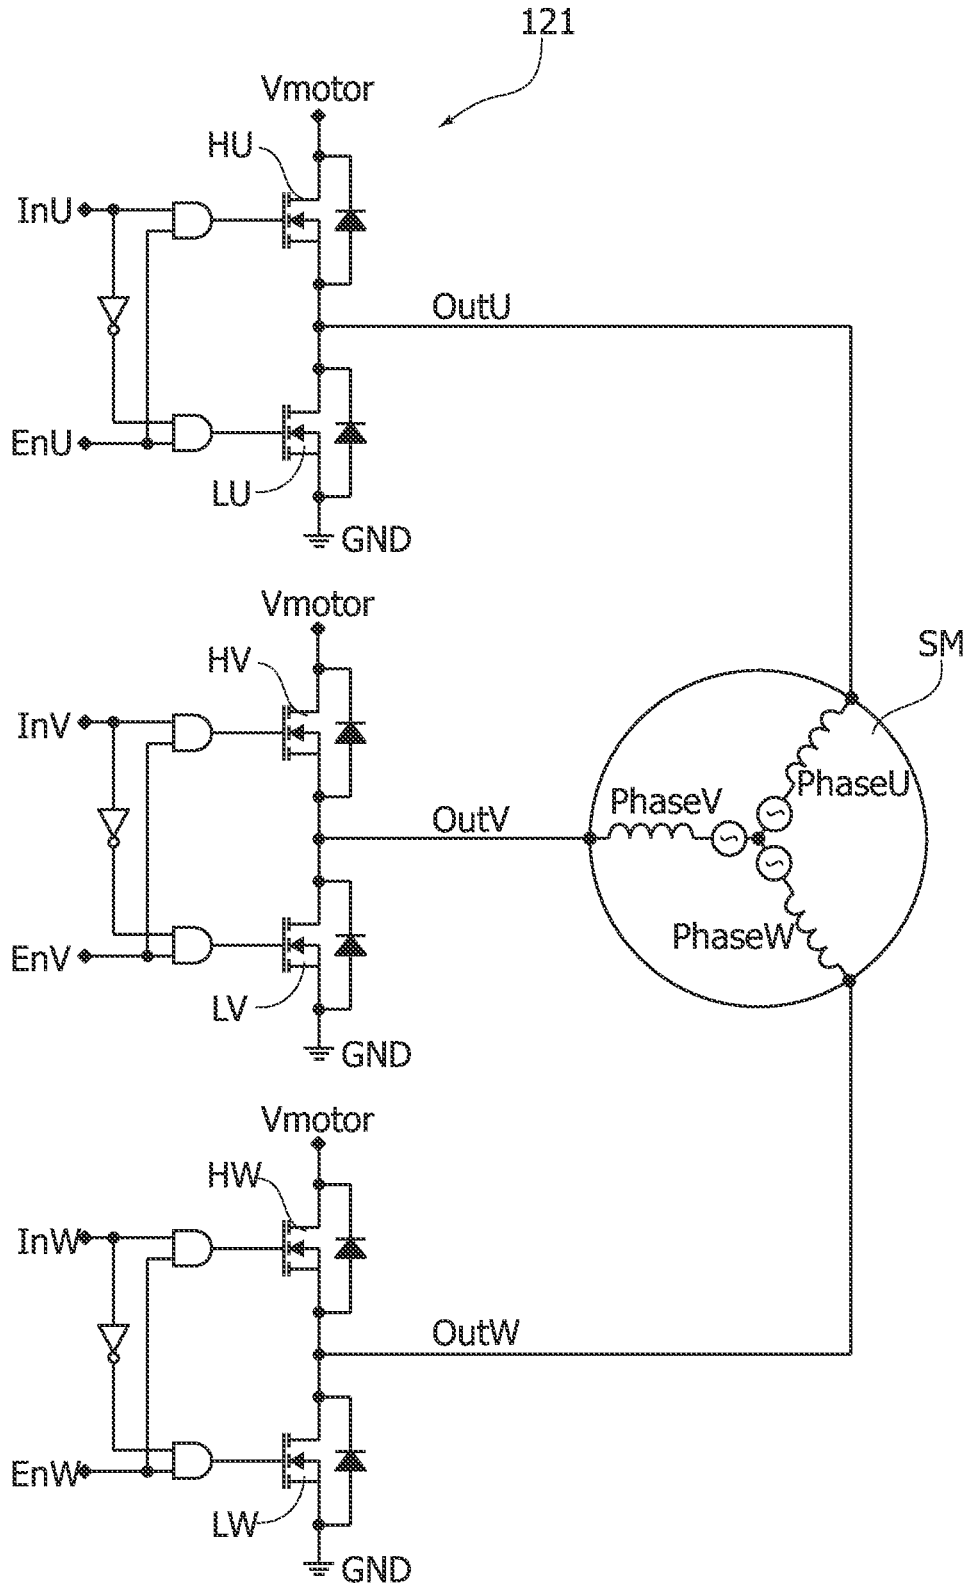 121
Vmotor
HU
InU
OutU
EnU
LU
GND
Vmotor
HV
SM
InV
PhaseU
PhaseV
OutV
PhaseW
EnV
LV
GND
Vmotor
HW
InW
OutW
EnW
LW
GND